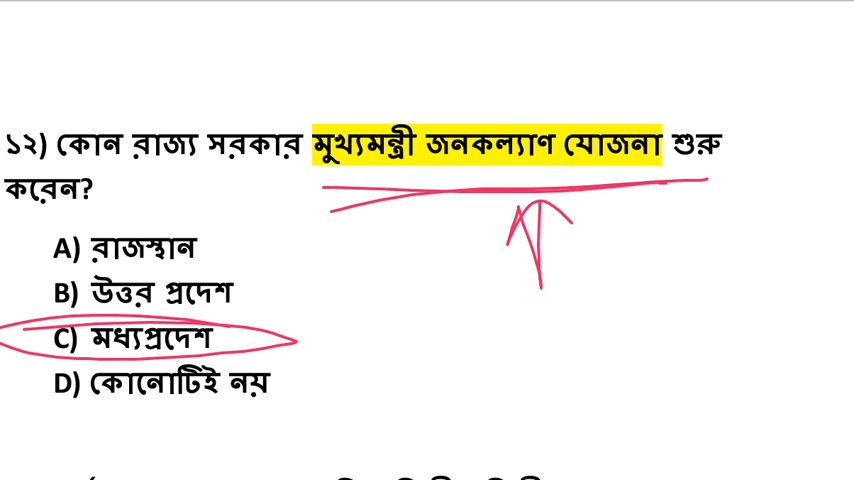 ১২) কোন রাজ্য সরকার মুখ্যমন্ত্রী জনকল্যাণ যোজনা শুরু
করেন?
A) রাজস্থান
B) উত্তর প্রদেশ
C) মধ্যপ্রদেশ
D) কোনোটিই নয়